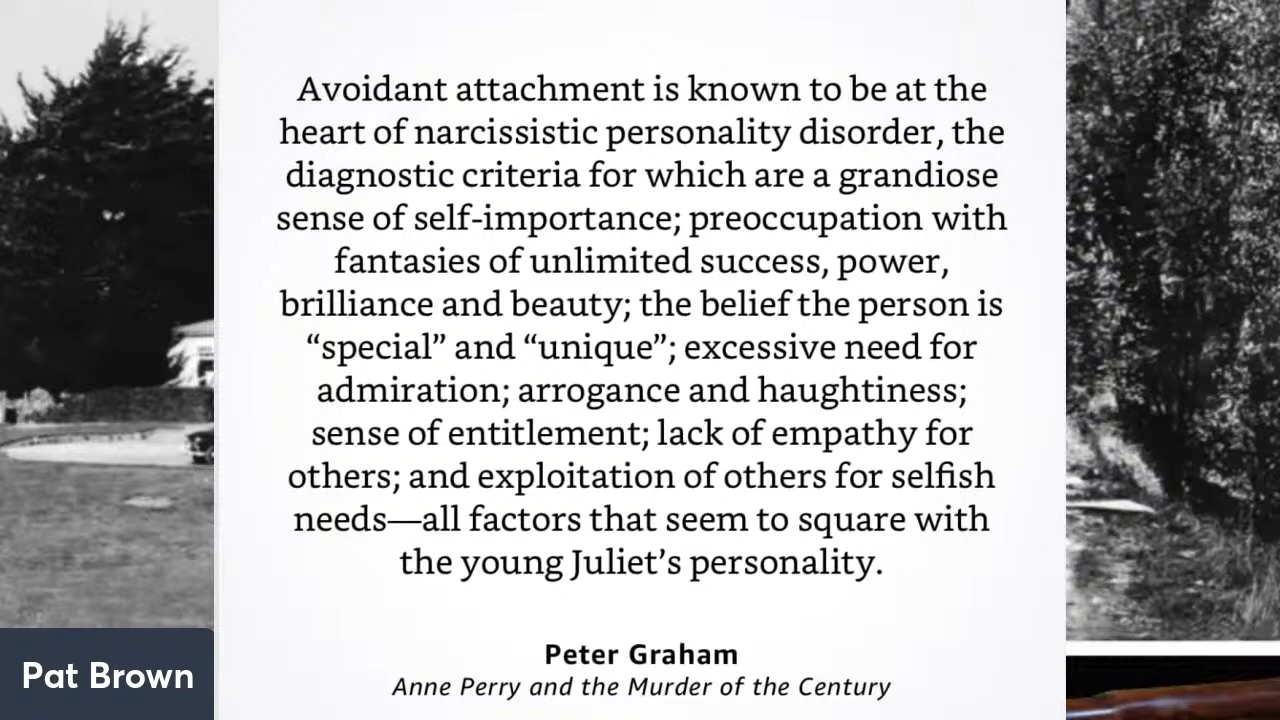 Avoidant attachment is known to be at the
heart of narcissistic personality disorder, the
diagnostic criteria for which are a grandiose
sense of self-importance; preoccupation with
fantasies of unlimited success, power,
brilliance and beauty; the belief the person is
“special” and “unique”; excessive need for
admiration; arrogance and haughtiness;
sense of entitlement; lack of empathy for
others; and exploitation of others for selfish
needs—all factors that seem to square with
the young Juliet’s personality.
Peter Graham
Anne Perry and the Murder of the Century
Pat Brown